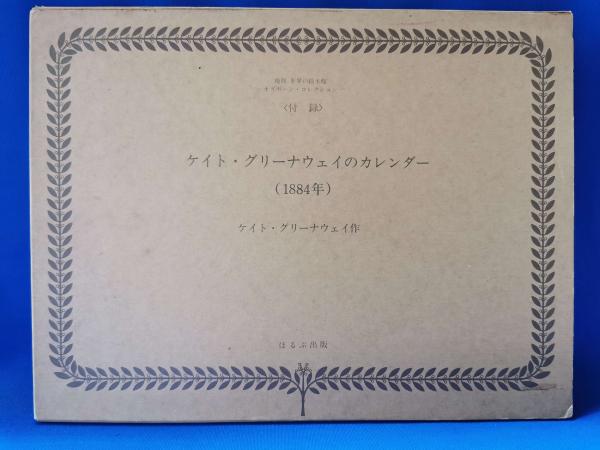 復刻 世界の絵本館
―オズボーン・コレクション―
〈付 録〉
ケイト・グリーナウェイのカレンダー
(1884年)
ケイト・グリーナウェイ作
ほるぷ出版